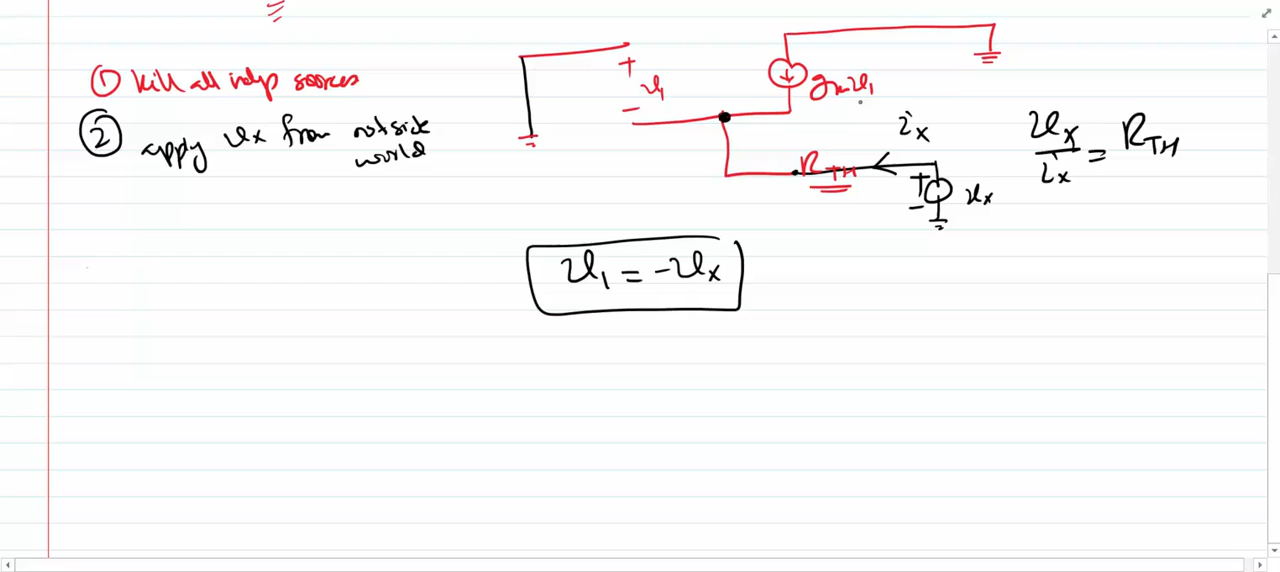 ① kill all indep sources
② apply vx from outside
world
+
v1
−
gmv1
ix
RTH
+
−
vx
vx/ix = RTH
v1 = −vx